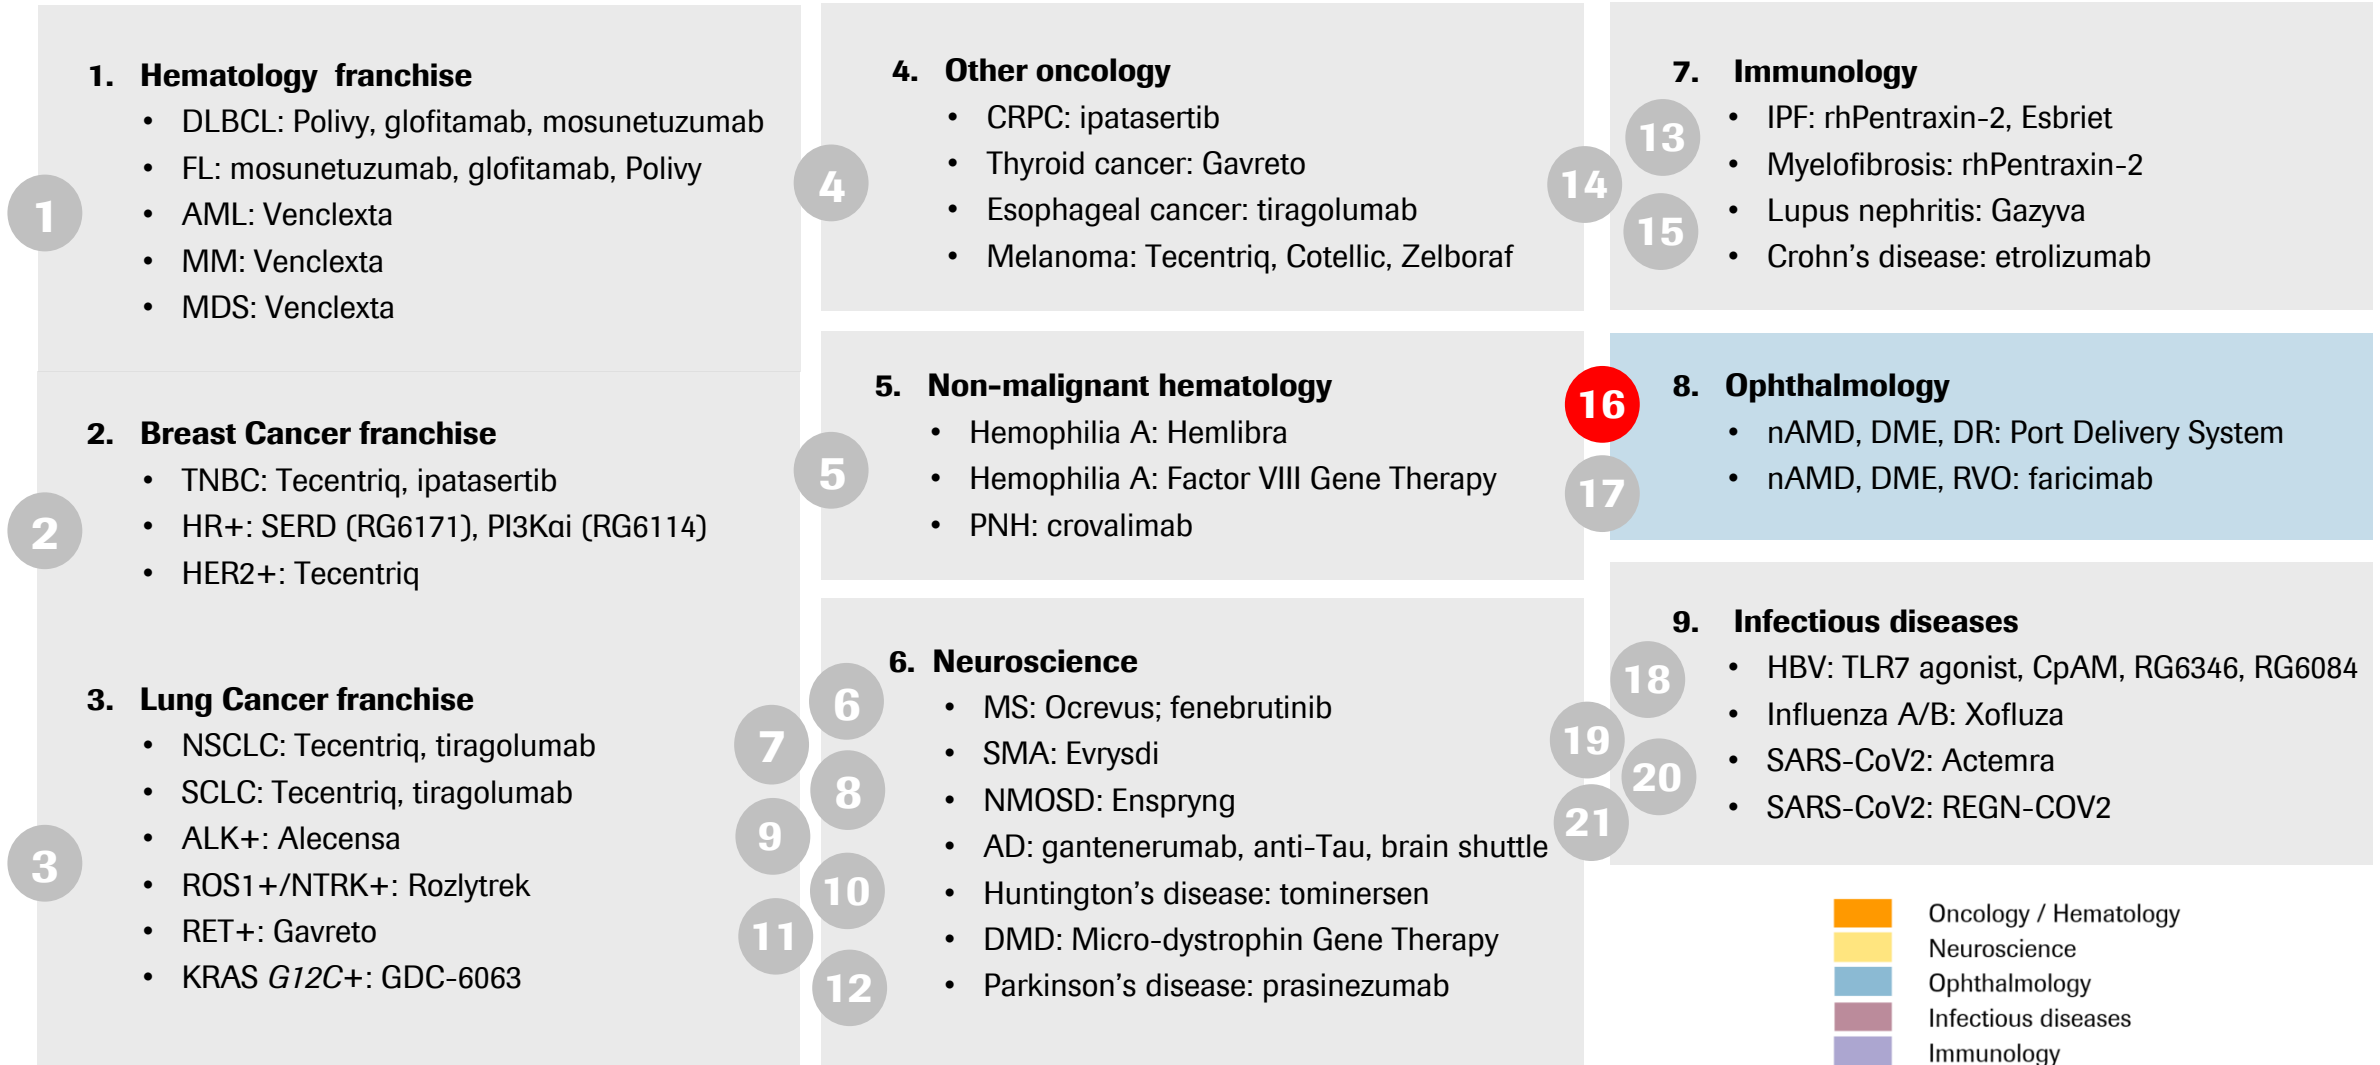 1. Hematology franchise
• DLBCL: Polivy, glofitamab, mosunetuzumab
• FL: mosunetuzumab, glofitamab, Polivy
• AML: Venclexta
• MM: Venclexta
• MDS: Venclexta
1
2. Breast Cancer franchise
• TNBC: Tecentriq, ipatasertib
• HR+: SERD (RG6171), PI3Kαi (RG6114)
• HER2+: Tecentriq
2
3. Lung Cancer franchise
• NSCLC: Tecentriq, tiragolumab
• SCLC: Tecentriq, tiragolumab
• ALK+: Alecensa
• ROS1+/NTRK+: Rozlytrek
• RET+: Gavreto
• KRAS G12C+: GDC-6063
3
4. Other oncology
• CRPC: ipatasertib
• Thyroid cancer: Gavreto
• Esophageal cancer: tiragolumab
• Melanoma: Tecentriq, Cotellic, Zelboraf
4
5. Non-malignant hematology
• Hemophilia A: Hemlibra
• Hemophilia A: Factor VIII Gene Therapy
• PNH: crovalimab
5
6. Neuroscience
• MS: Ocrevus; fenebrutinib
• SMA: Evrysdi
• NMOSD: Enspryng
• AD: gantenerumab, anti-Tau, brain shuttle
• Huntington's disease: tominersen
• DMD: Micro-dystrophin Gene Therapy
• Parkinson's disease: prasinezumab
6
7
8
9
10
11
12
7. Immunology
• IPF: rhPentraxin-2, Esbriet
• Myelofibrosis: rhPentraxin-2
• Lupus nephritis: Gazyva
• Crohn's disease: etrolizumab
13
14
15
8. Ophthalmology
• nAMD, DME, DR: Port Delivery System
• nAMD, DME, RVO: faricimab
16
17
9. Infectious diseases
• HBV: TLR7 agonist, CpAM, RG6346, RG6084
• Influenza A/B: Xofluza
• SARS-CoV2: Actemra
• SARS-CoV2: REGN-COV2
18
19
20
21
Oncology / Hematology
Neuroscience
Ophthalmology
Infectious diseases
Immunology